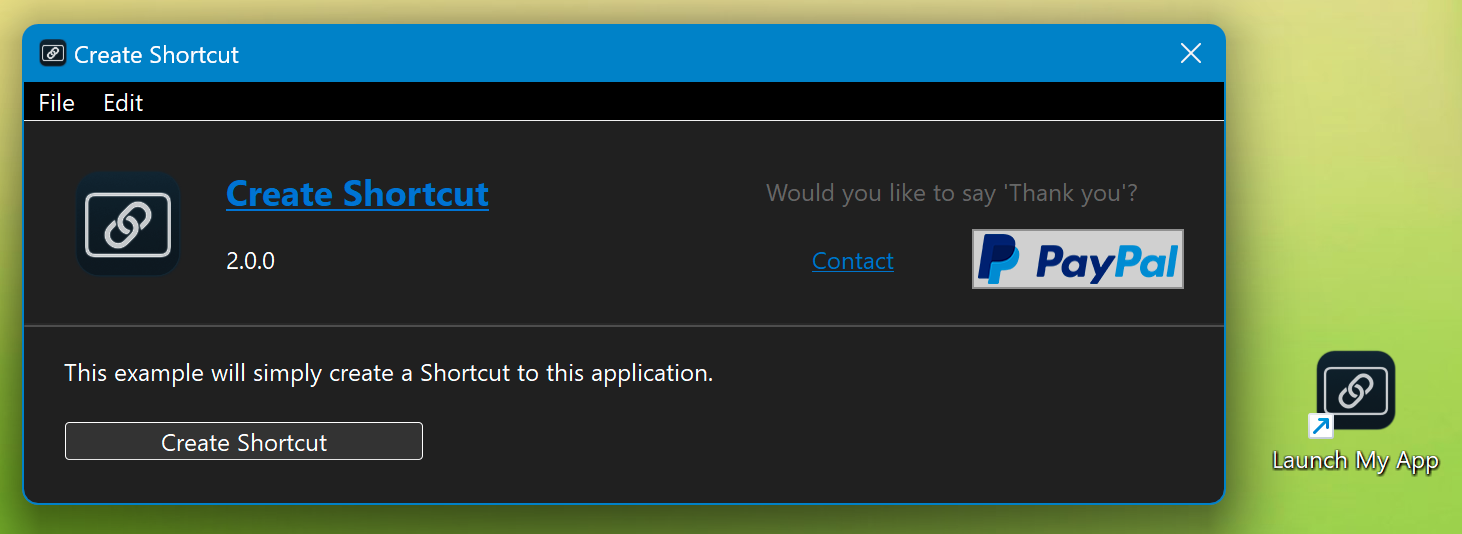 Create Shortcut
File Edit
Create Shortcut
Would you like to say 'Thank you'?
2.0.0
Contact
PayPal
This example will simply create a Shortcut to this application.
Create Shortcut
Launch My App